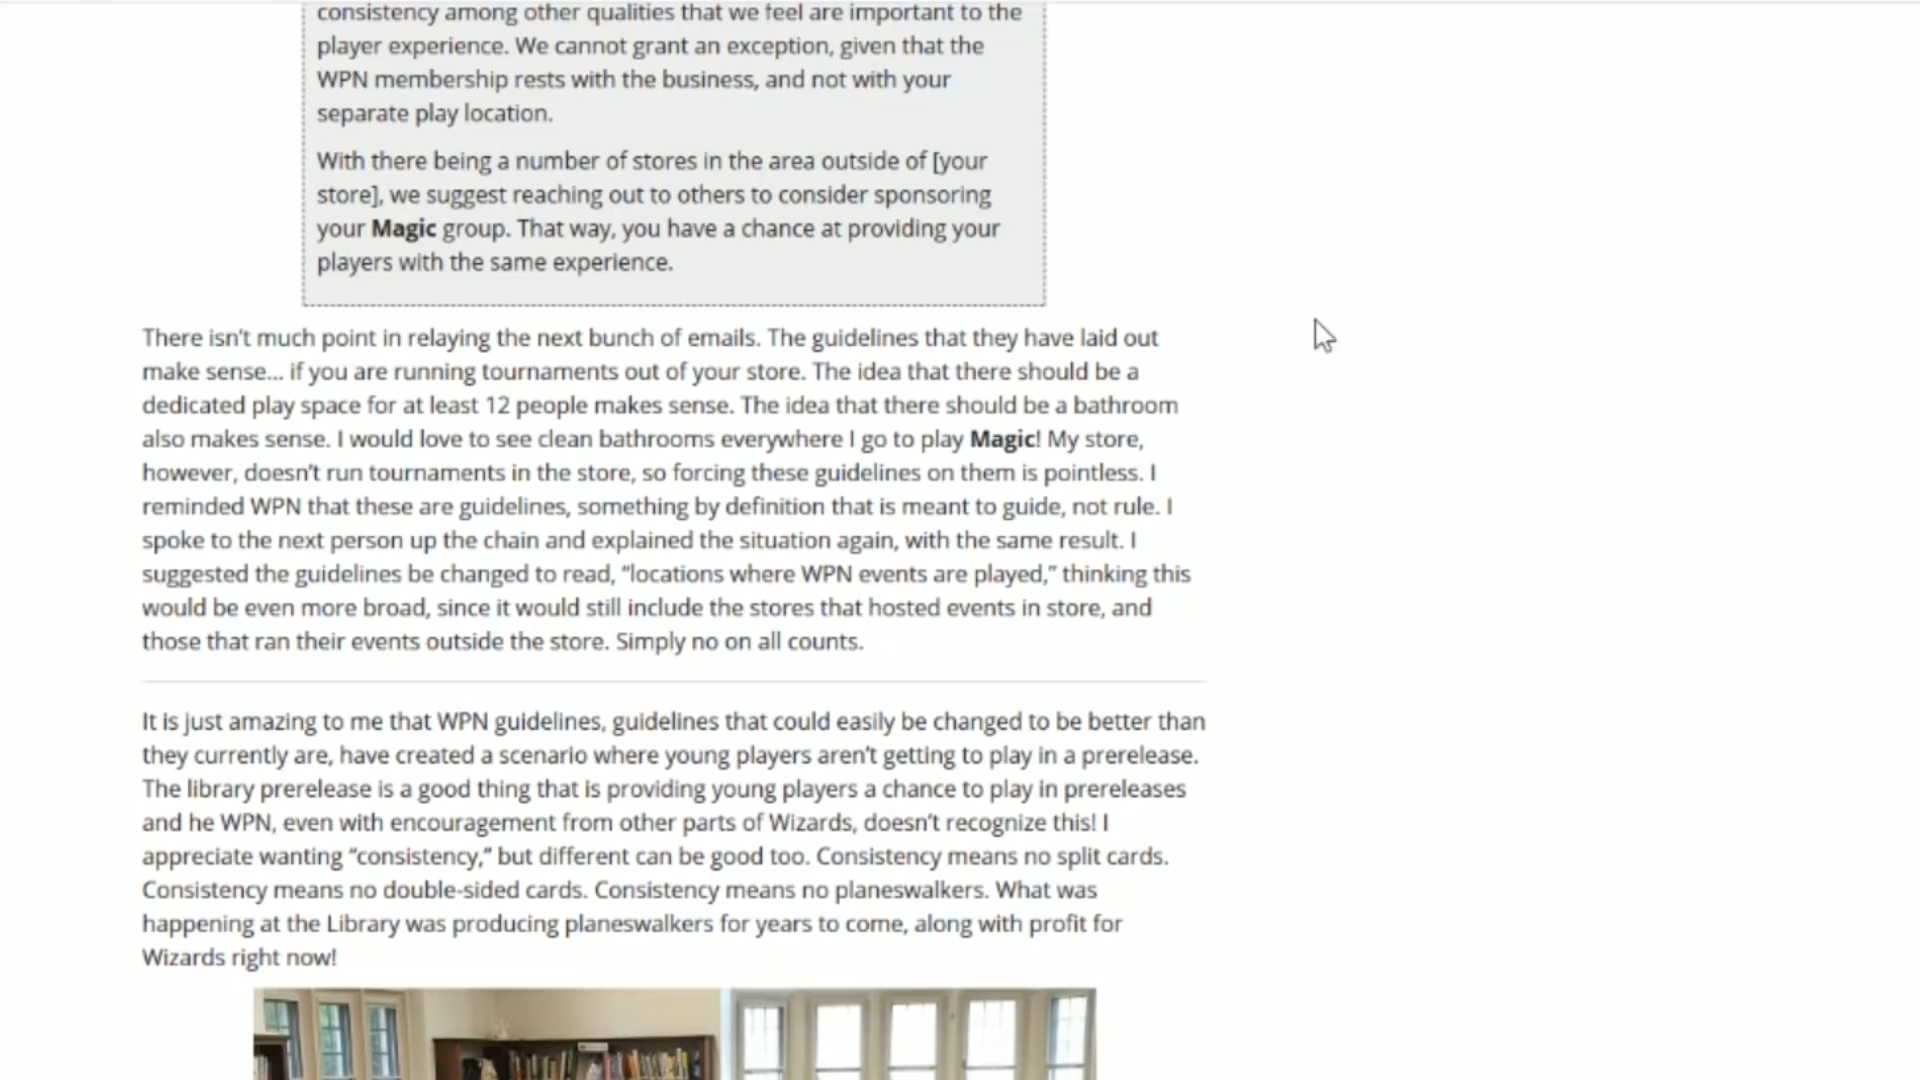 consistency among other qualities that we feel are important to the
player experience. We cannot grant an exception, given that the
WPN membership rests with the business, and not with your
separate play location.
With there being a number of stores in the area outside of [your
store], we suggest reaching out to others to consider sponsoring
your Magic group. That way, you have a chance at providing your
players with the same experience.
There isn't much point in relaying the next bunch of emails. The guidelines that they have laid out
make sense... if you are running tournaments out of your store. The idea that there should be a
dedicated play space for at least 12 people makes sense. The idea that there should be a bathroom
also makes sense. I would love to see clean bathrooms everywhere I go to play Magic! My store,
however, doesn't run tournaments in the store, so forcing these guidelines on them is pointless. I
reminded WPN that these are guidelines, something by definition that is meant to guide, not rule. I
spoke to the next person up the chain and explained the situation again, with the same result. I
suggested the guidelines be changed to read, "locations where WPN events are played," thinking this
would be even more broad, since it would still include the stores that hosted events in store, and
those that ran their events outside the store. Simply no on all counts.
It is just amazing to me that WPN guidelines, guidelines that could easily be changed to be better than
they currently are, have created a scenario where young players aren't getting to play in a prerelease.
The library prerelease is a good thing that is providing young players a chance to play in prereleases
and he WPN, even with encouragement from other parts of Wizards, doesn't recognize this! I
appreciate wanting "consistency," but different can be good too. Consistency means no split cards.
Consistency means no double-sided cards. Consistency means no planeswalkers. What was
happening at the Library was producing planeswalkers for years to come, along with profit for
Wizards right now!